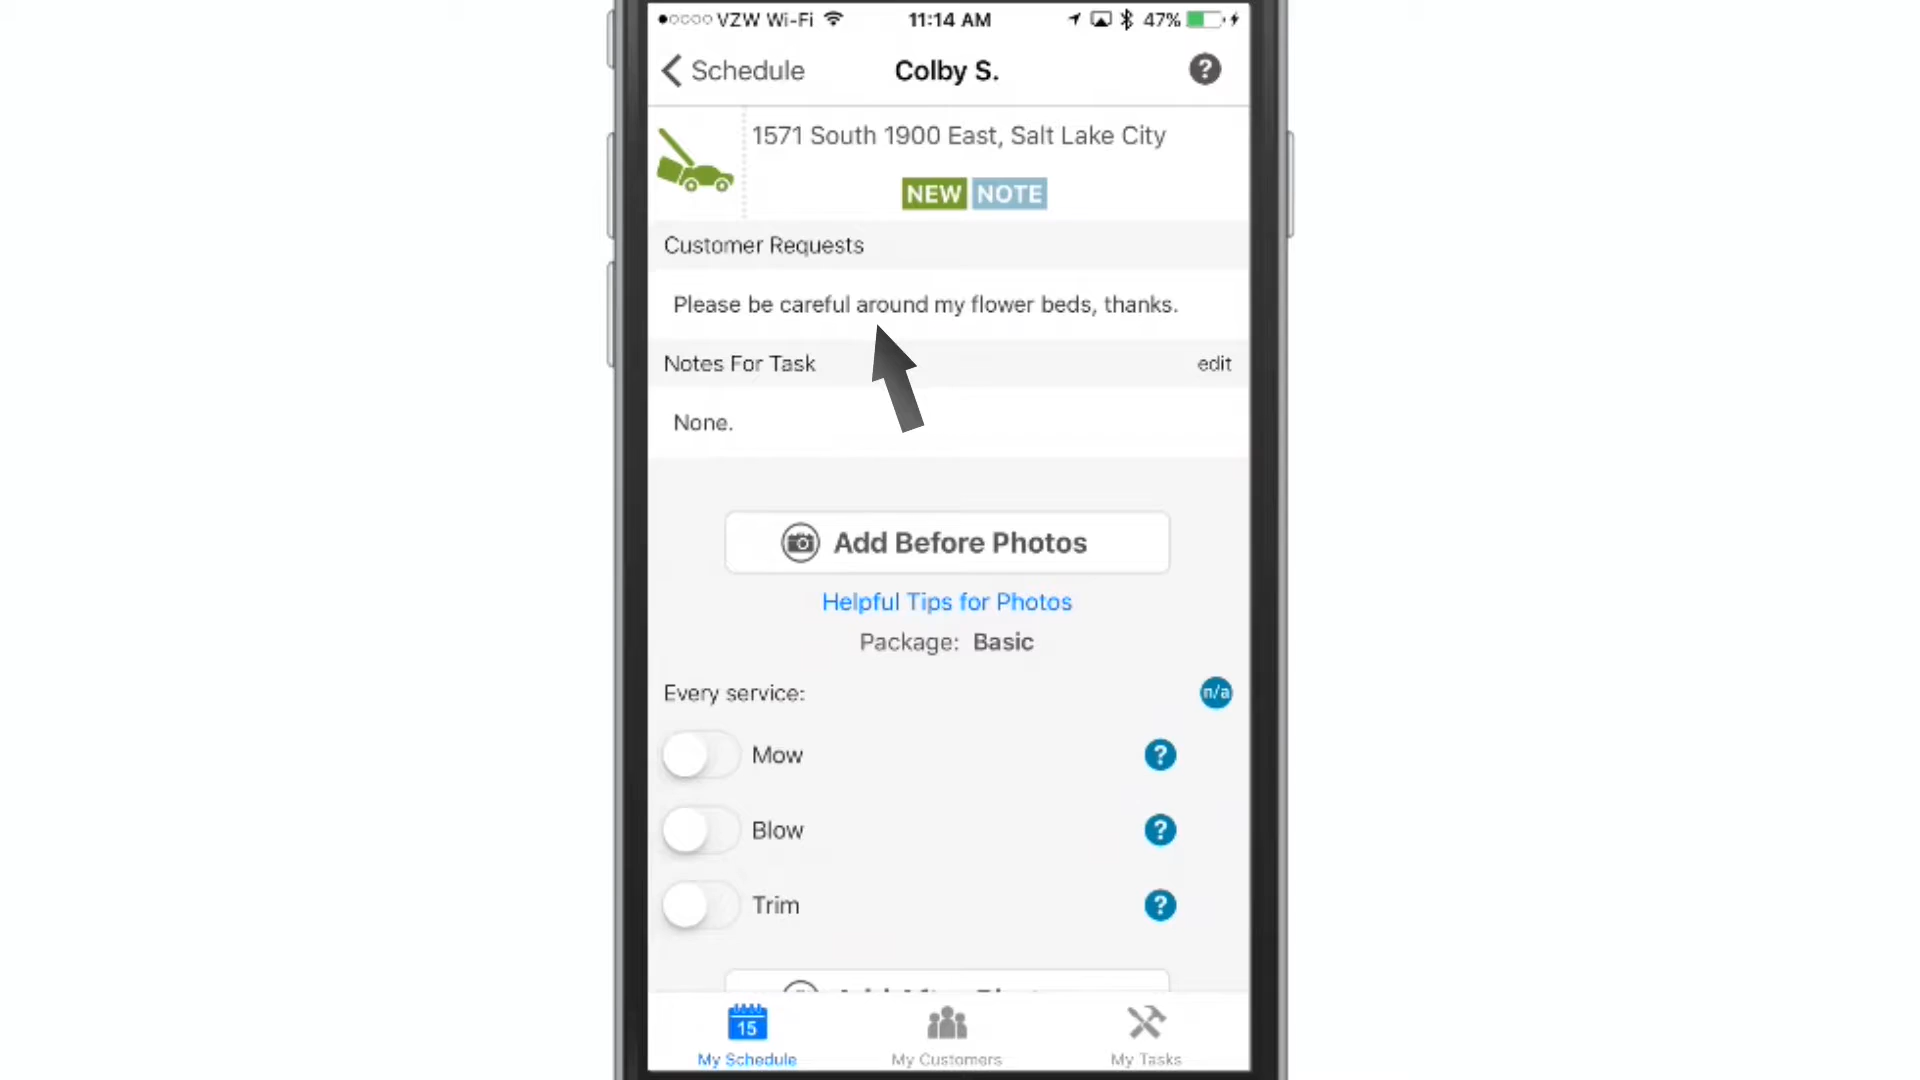 VZW Wi-Fi 11:14 AM 47%
Schedule Colby S. ?
1571 South 1900 East, Salt Lake City
NEW NOTE
Customer Requests
Please be careful around my flower beds, thanks.
Notes For Task edit
None.
Add Before Photos
Helpful Tips for Photos
Package: Basic
Every service: n/a
Mow ?
Blow ?
Trim ?
15
My Schedule My Customers My Tasks